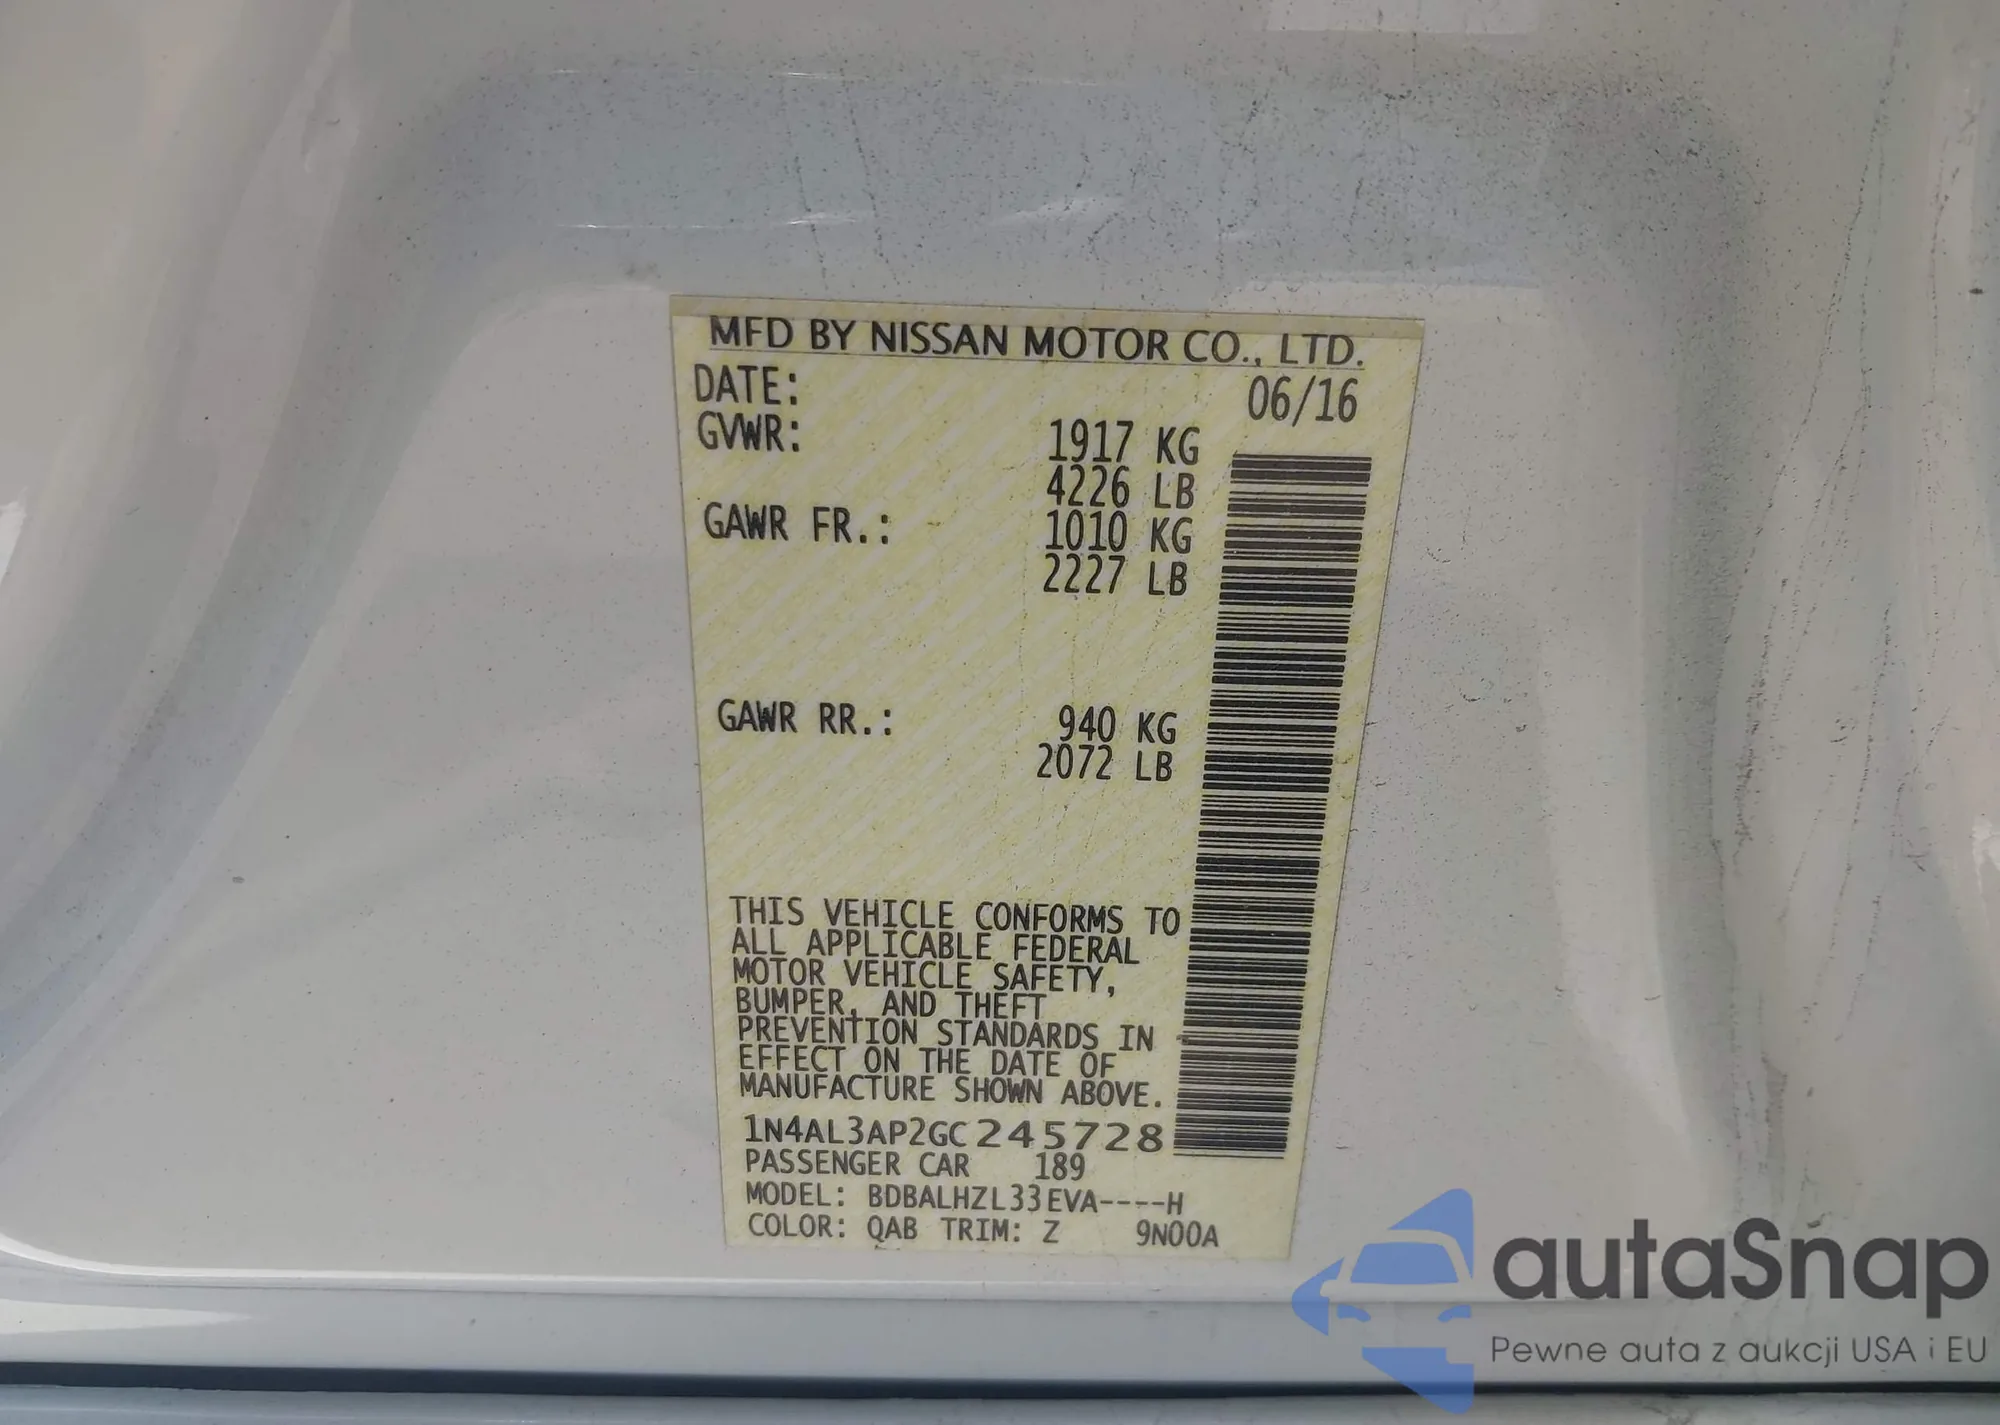 MFD BY NISSAN MOTOR CO., LTD.
DATE: 06/16
GVWR: 1917 KG
4226 LB
GAWR FR.: 1010 KG
2227 LB
GAWR RR.: 940 KG
2072 LB
THIS VEHICLE CONFORMS TO
ALL APPLICABLE FEDERAL
MOTOR VEHICLE SAFETY,
BUMPER, AND THEFT
PREVENTION STANDARDS IN
EFFECT ON THE DATE OF
MANUFACTURE SHOWN ABOVE.
1N4AL3AP2GC245728
PASSENGER CAR 189
MODEL: BDBALHZL33EVA----H
COLOR: QAB TRIM: Z 9N00A
autaSnap
Pewne auta z aukcji USA i EU